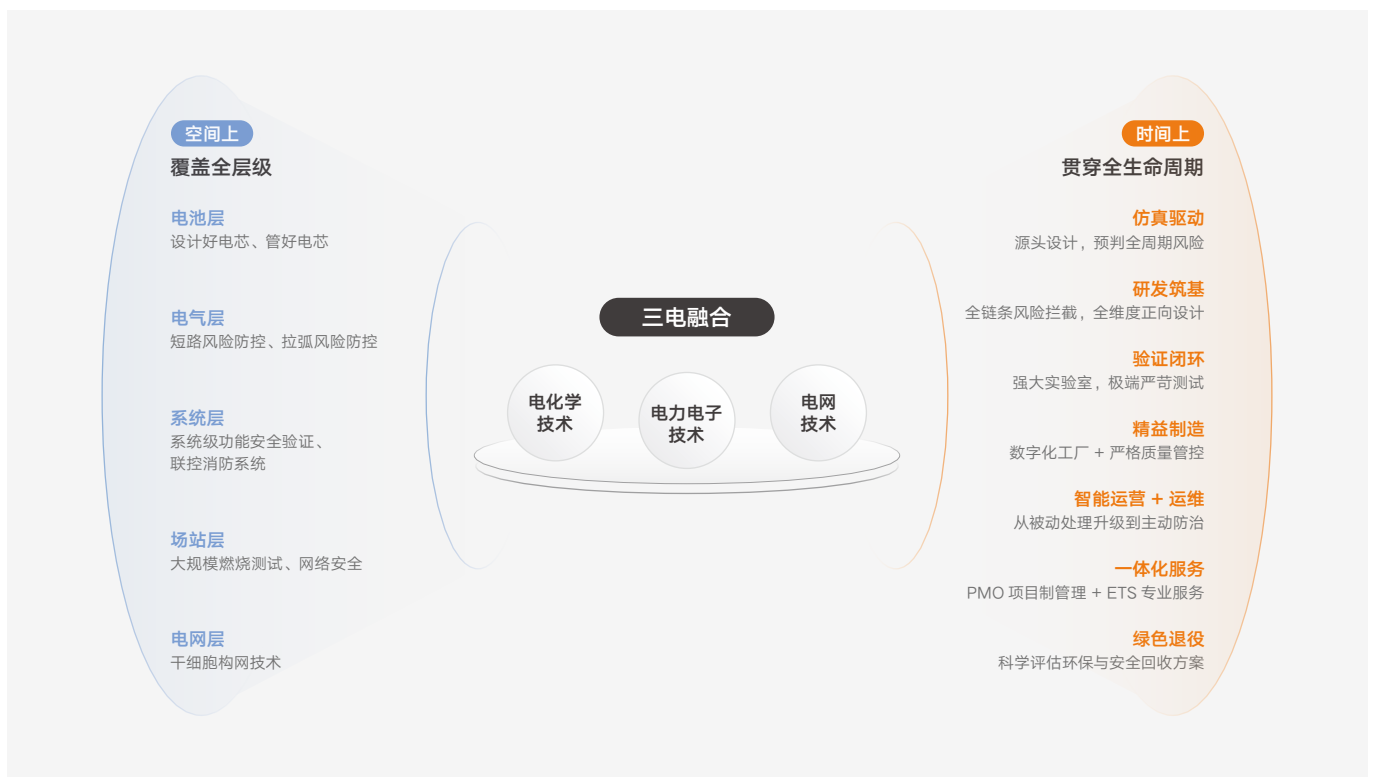 空间上
覆盖全层级
电池层
设计好电芯、管好电芯
电气层
短路风险防控、拉弧风险防控
系统层
系统级功能安全验证、
联控消防系统
场站层
大规模燃烧测试、网络安全
电网层
干细胞构网技术
三电融合
电化学
技术
电力电子
技术
电网
技术
时间上
贯穿全生命周期
仿真驱动
源头设计，预判全周期风险
研发筑基
全链条风险拦截，全维度正向设计
验证闭环
强大实验室，极端严苛测试
精益制造
数字化工厂 + 严格质量管控
智能运营 + 运维
从被动处理升级到主动防治
一体化服务
PMO 项目制管理 + ETS 专业服务
绿色退役
科学评估环保与安全回收方案